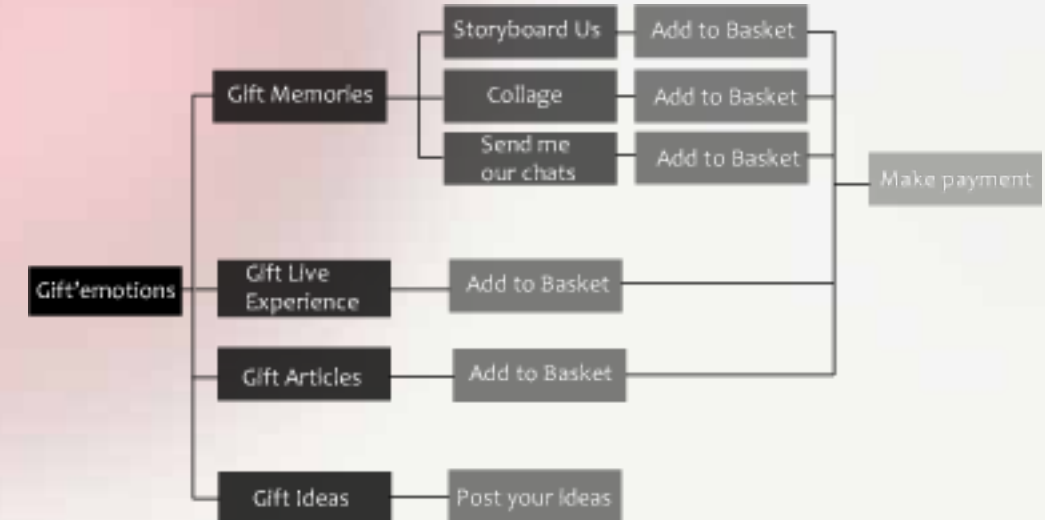 Storyboard Us
Add to Basket
Gift Memories
Collage
Add to Basket
Send me
our chats
Add to Basket
Make payment
Gift'emotions
Gift Live
Experience
Add to Basket
Gift Articles
Add to Basket
Gift Ideas
Post your ideas